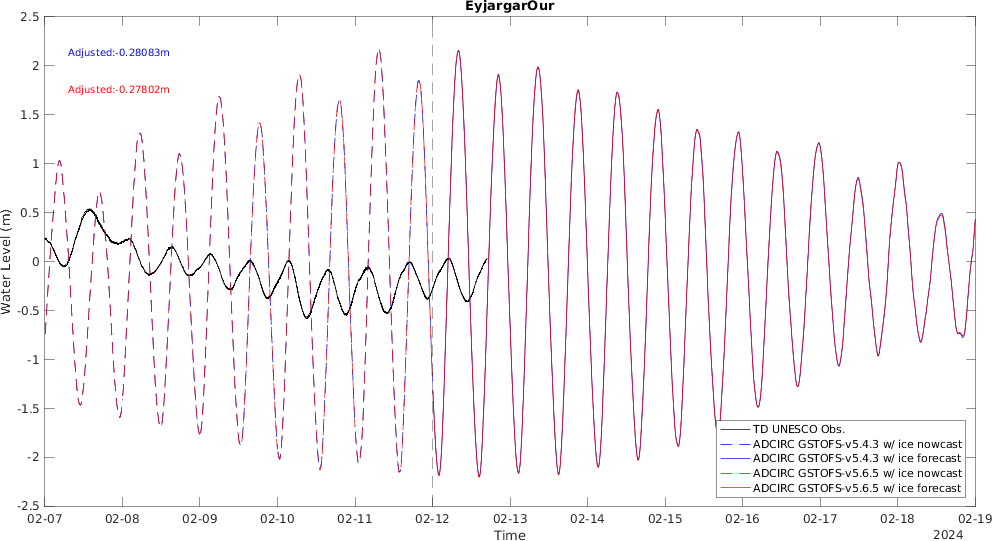 EyjargarOur
Adjusted:-0.28083m
Adjusted:-0.27802m
Water Level (m)
2.5
2
1.5
1
0.5
0
-0.5
-1
-1.5
-2
-2.5
TD UNESCO Obs.
ADCIRC GSTOFS-v5.4.3 w/ ice nowcast
ADCIRC GSTOFS-v5.4.3 w/ ice forecast
ADCIRC GSTOFS-v5.6.5 w/ ice nowcast
ADCIRC GSTOFS-v5.6.5 w/ ice forecast
02-07 02-08 02-09 02-10 02-11 02-12 02-13 02-14 02-15 02-16 02-17 02-18 02-19
Time
2024